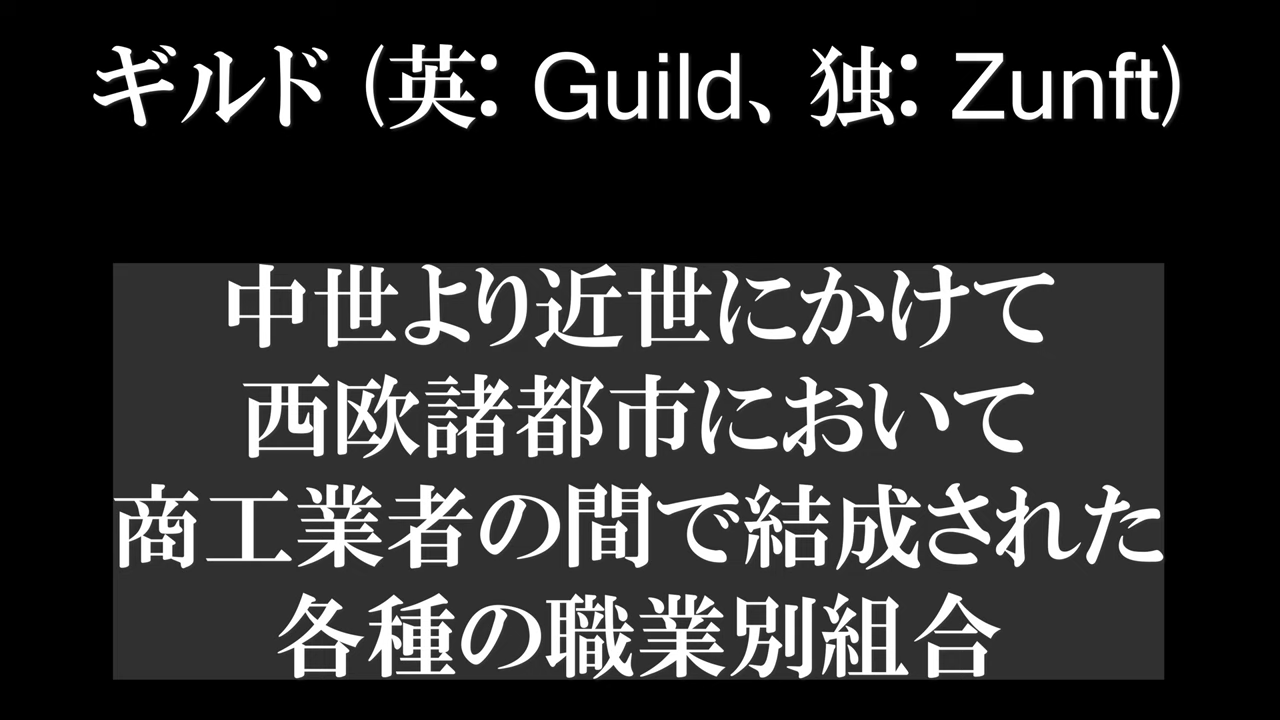 ギルド (英: Guild、独: Zunft)
中世より近世にかけて
西欧諸都市において
商工業者の間で結成された
各種の職業別組合